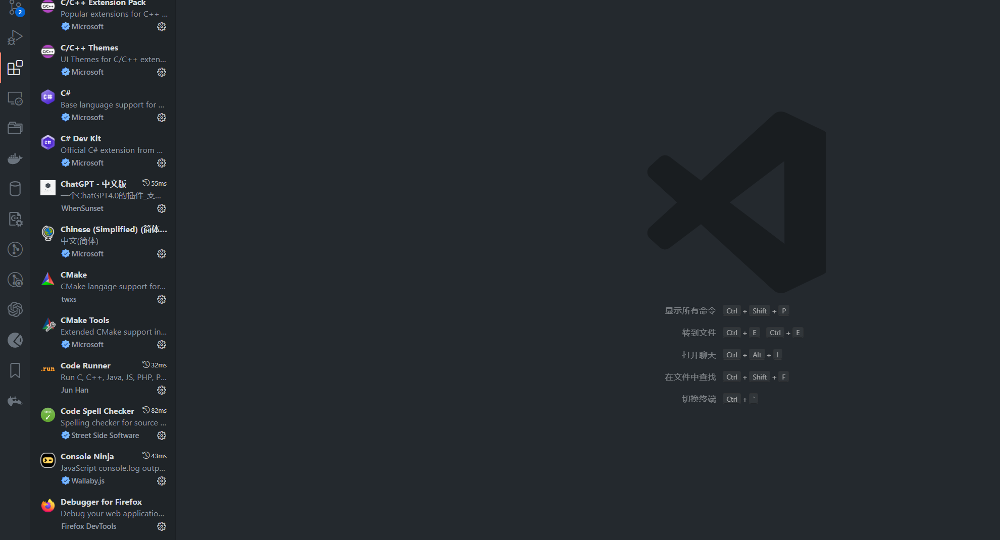 2
C/C++ Extension Pack
Popular extensions for C++ ...
Microsoft
C/C++ Themes
UI Themes for C/C++ exten...
Microsoft
C#
Base language support for ...
Microsoft
C# Dev Kit
Official C# extension from ...
Microsoft
ChatGPT - 中文版 55ms
一个ChatGPT4.0的插件_支...
WhenSunset
Chinese (Simplified) (简体...
中文(简体)
Microsoft
CMake
CMake langage support for...
twxs
CMake Tools
Extended CMake support in...
Microsoft
.run
Code Runner 32ms
Run C, C++, Java, JS, PHP, P...
Jun Han
Code Spell Checker 82ms
Spelling checker for source ...
Street Side Software
Console Ninja 43ms
JavaScript console.log outp...
Wallaby.js
Debugger for Firefox
Debug your web applicatio...
Firefox DevTools
显示所有命令 Ctrl + Shift + P
转到文件 Ctrl + E Ctrl + E
打开聊天 Ctrl + Alt + I
在文件中查找 Ctrl + Shift + F
切换终端 Ctrl + `